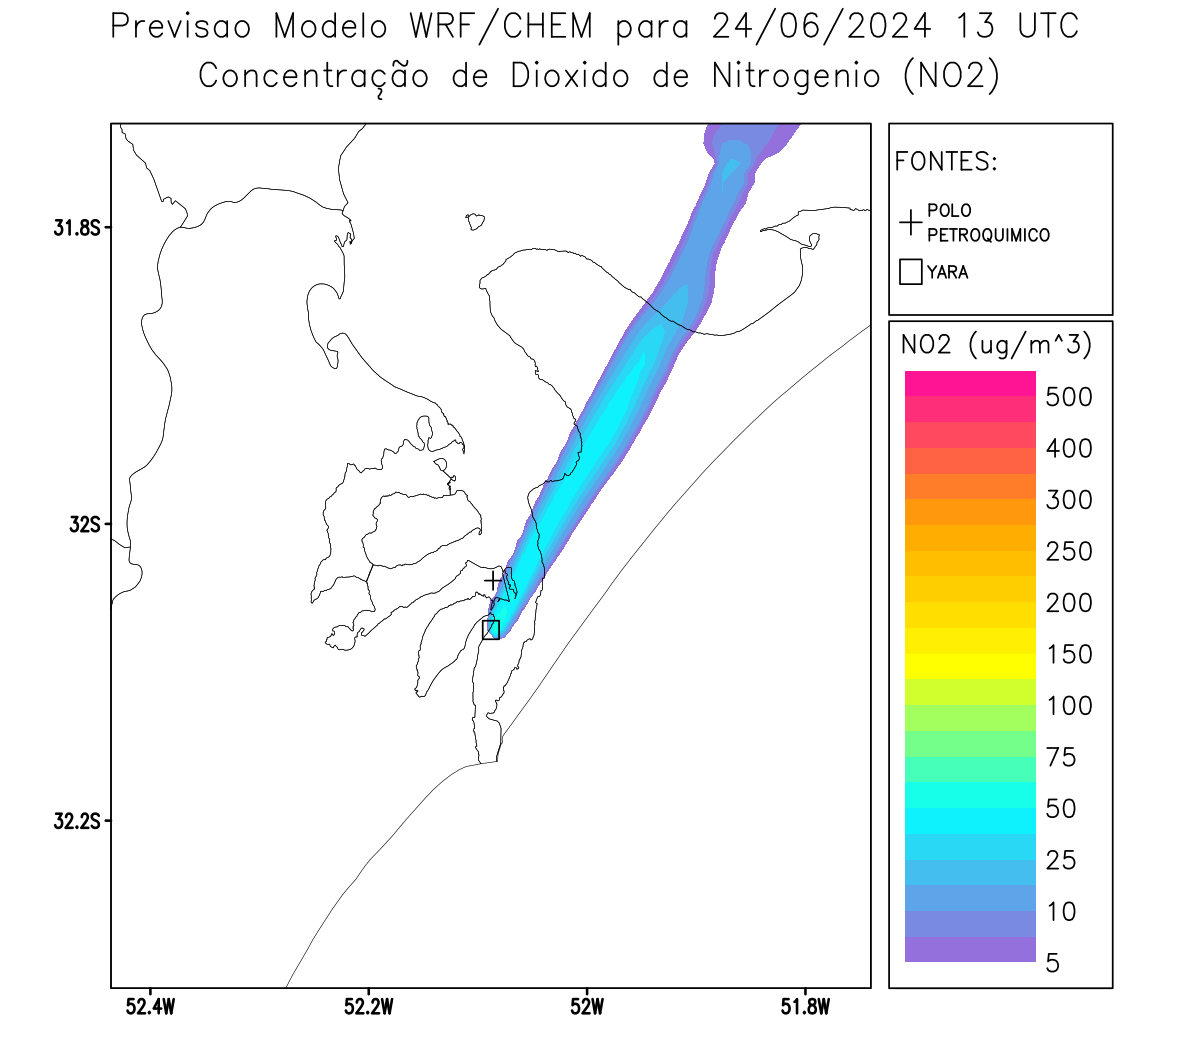 Previsao Modelo WRF/CHEM para 24/06/2024 13 UTC
Concentração de Dioxido de Nitrogenio (NO2)
FONTES:
POLO
PETROQUIMICO
YARA
NO2 (ug/m^3)
500
400
300
250
200
150
100
75
50
25
10
5
31.8S
32S
32.2S
52.4W
52.2W
52W
51.8W